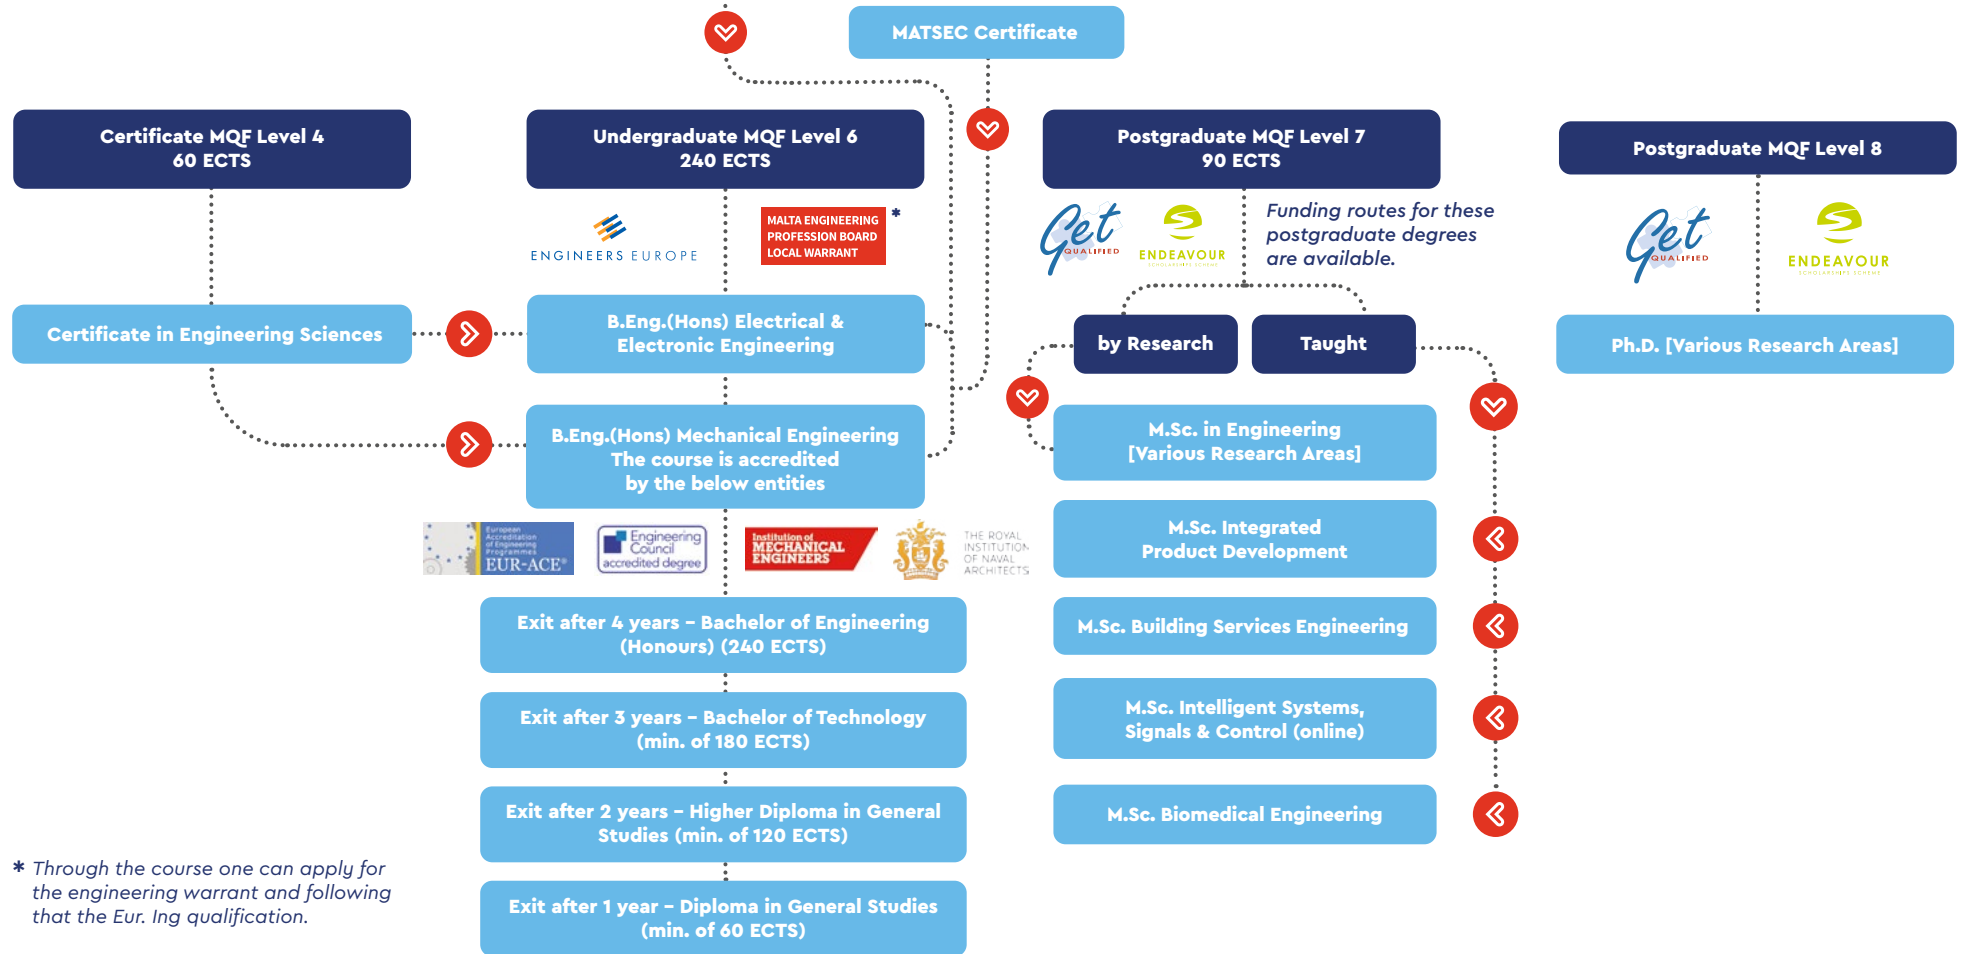 MATSEC Certificate
Certificate MQF Level 4
60 ECTS
Certificate in Engineering Sciences
Undergraduate MQF Level 6
240 ECTS
ENGINEERS EUROPE
MALTA ENGINEERING
PROFESSION BOARD
LOCAL WARRANT
*
B.Eng.(Hons) Electrical &
Electronic Engineering
B.Eng.(Hons) Mechanical Engineering
The course is accredited
by the below entities
European
Accreditation
of Engineering
Programmes
EUR-ACE®
Engineering
Council
accredited degree
Institution of
MECHANICAL
ENGINEERS
THE ROYAL
INSTITUTION
OF NAVAL
ARCHITECTS
Exit after 4 years – Bachelor of Engineering
(Honours) (240 ECTS)
Exit after 3 years – Bachelor of Technology
(min. of 180 ECTS)
Exit after 2 years – Higher Diploma in General
Studies (min. of 120 ECTS)
Exit after 1 year – Diploma in General Studies
(min. of 60 ECTS)
Postgraduate MQF Level 7
90 ECTS
Get
QUALIFIED
ENDEAVOUR
SCHOLARSHIPS SCHEME
Funding routes for these
postgraduate degrees
are available.
by Research
Taught
M.Sc. in Engineering
[Various Research Areas]
M.Sc. Integrated
Product Development
M.Sc. Building Services Engineering
M.Sc. Intelligent Systems,
Signals & Control (online)
M.Sc. Biomedical Engineering
Postgraduate MQF Level 8
Get
QUALIFIED
ENDEAVOUR
SCHOLARSHIPS SCHEME
Ph.D. [Various Research Areas]
* Through the course one can apply for
the engineering warrant and following
that the Eur. Ing qualification.